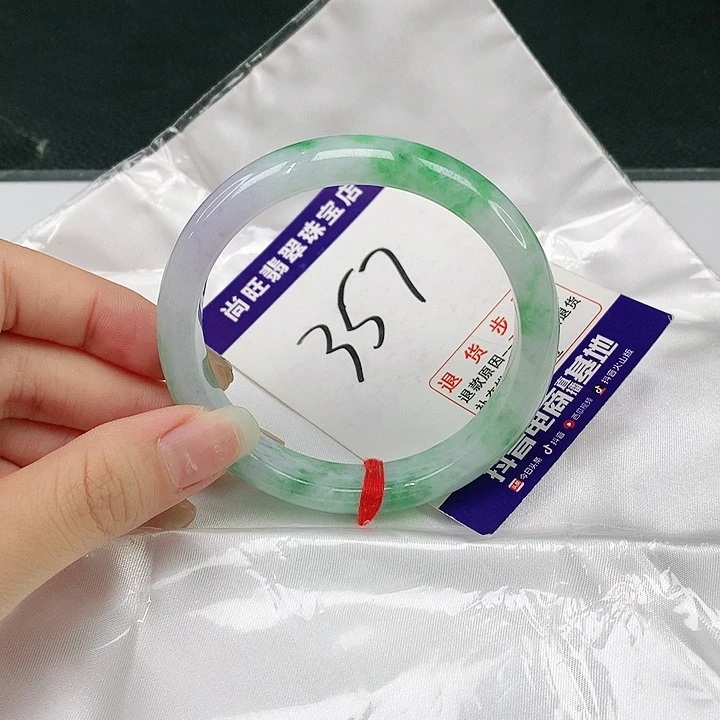 尚旺翡翠珠宝店
357
退货步
退款原因一
退货
抖音电商直播基地
今日头条 抖音 西瓜视频 抖音火山版